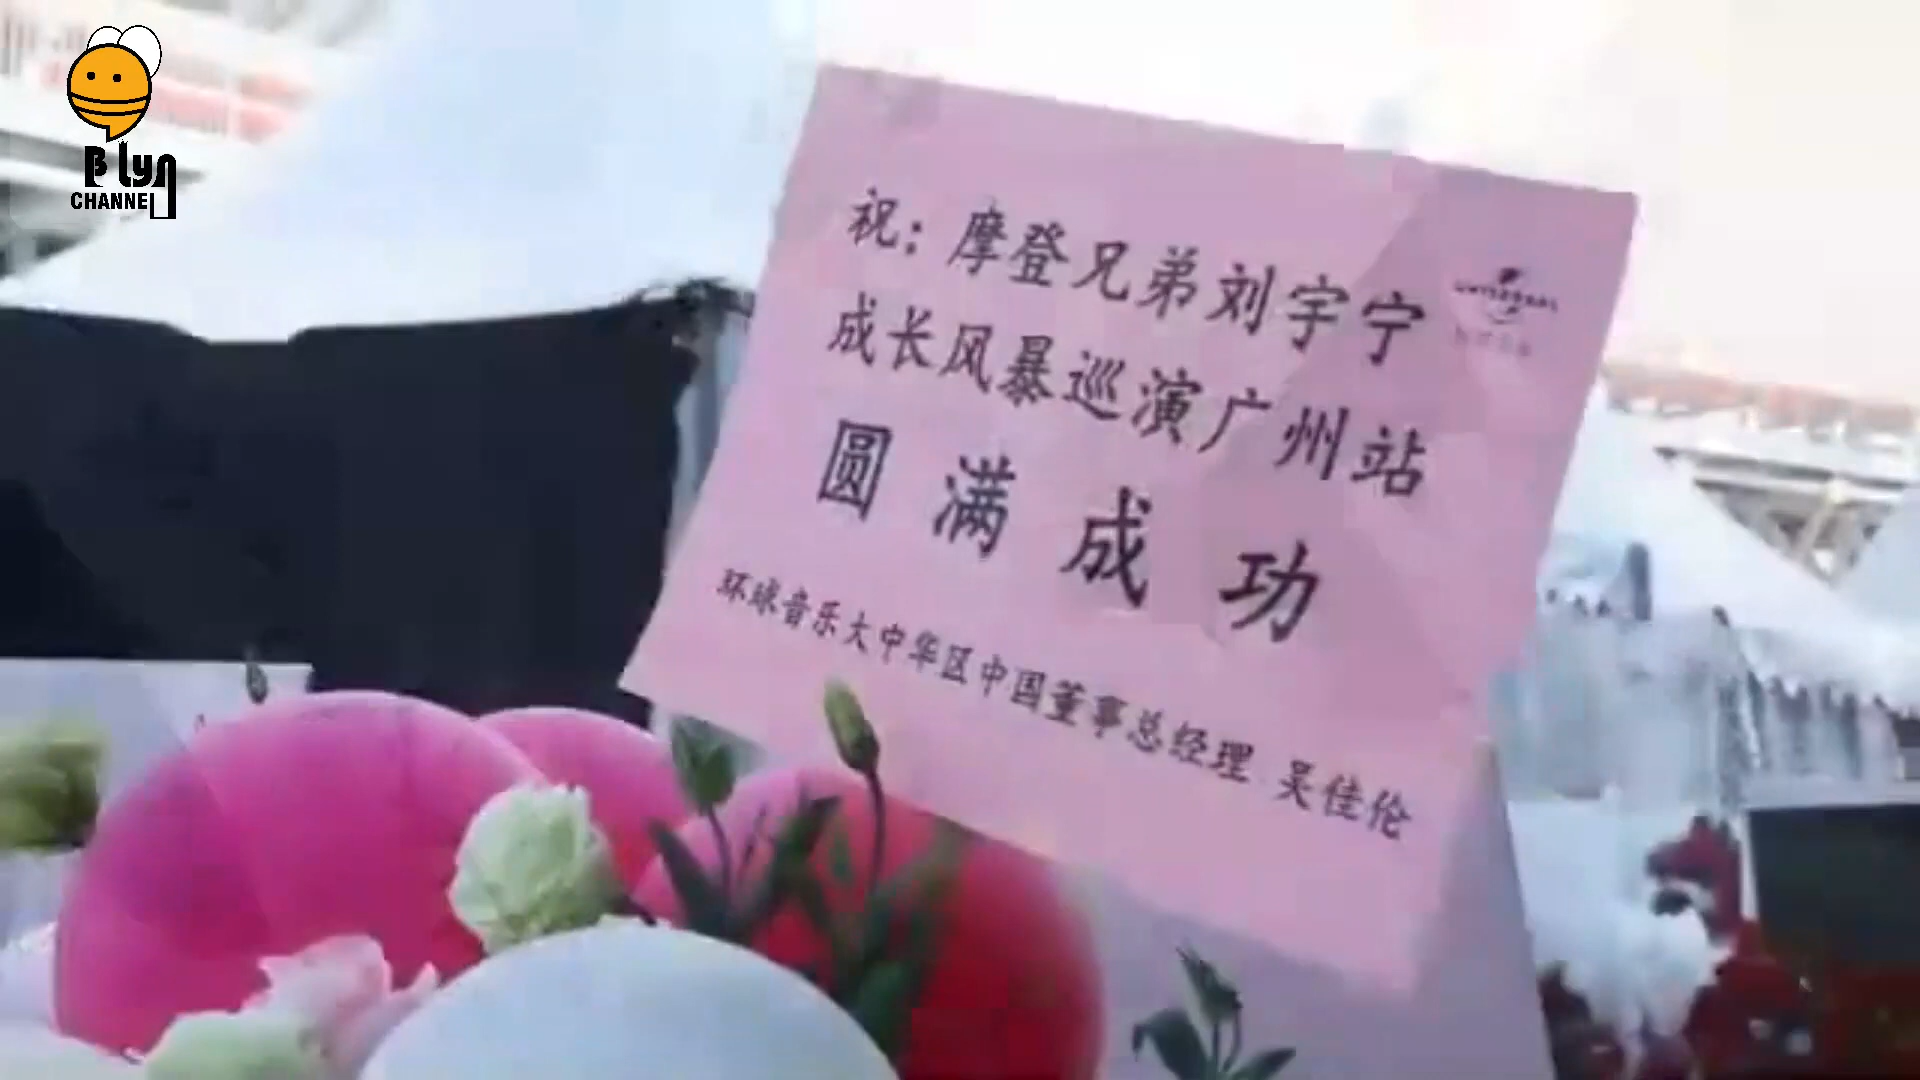 B lyn
CHANNEL
祝:摩登兄弟刘宇宁
UNIVERSAL
成长风暴巡演广州站
圆满成功
环球音乐大中华区中国董事总经理 吴佳伦